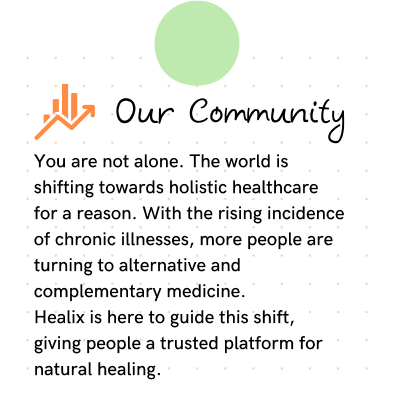 Our Community
You are not alone. The world is
shifting towards holistic healthcare
for a reason. With the rising incidence
of chronic illnesses, more people are
turning to alternative and
complementary medicine.
Healix is here to guide this shift,
giving people a trusted platform for
natural healing.